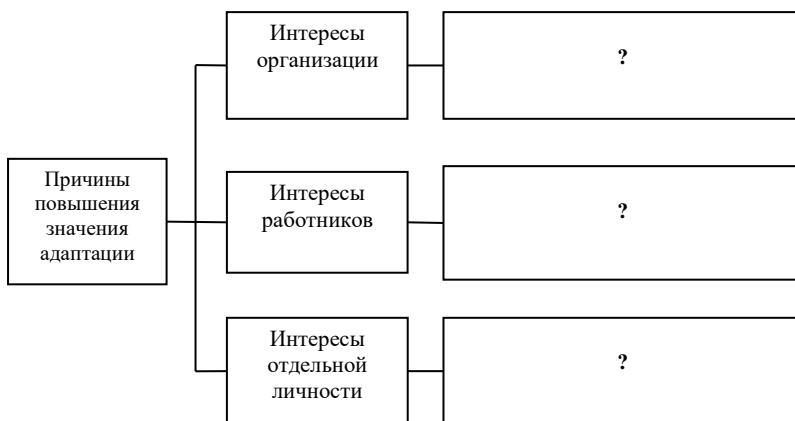 Причины
повышения
значения
адаптации
Интересы
организации
?
Интересы
работников
?
Интересы
отдельной
личности
?